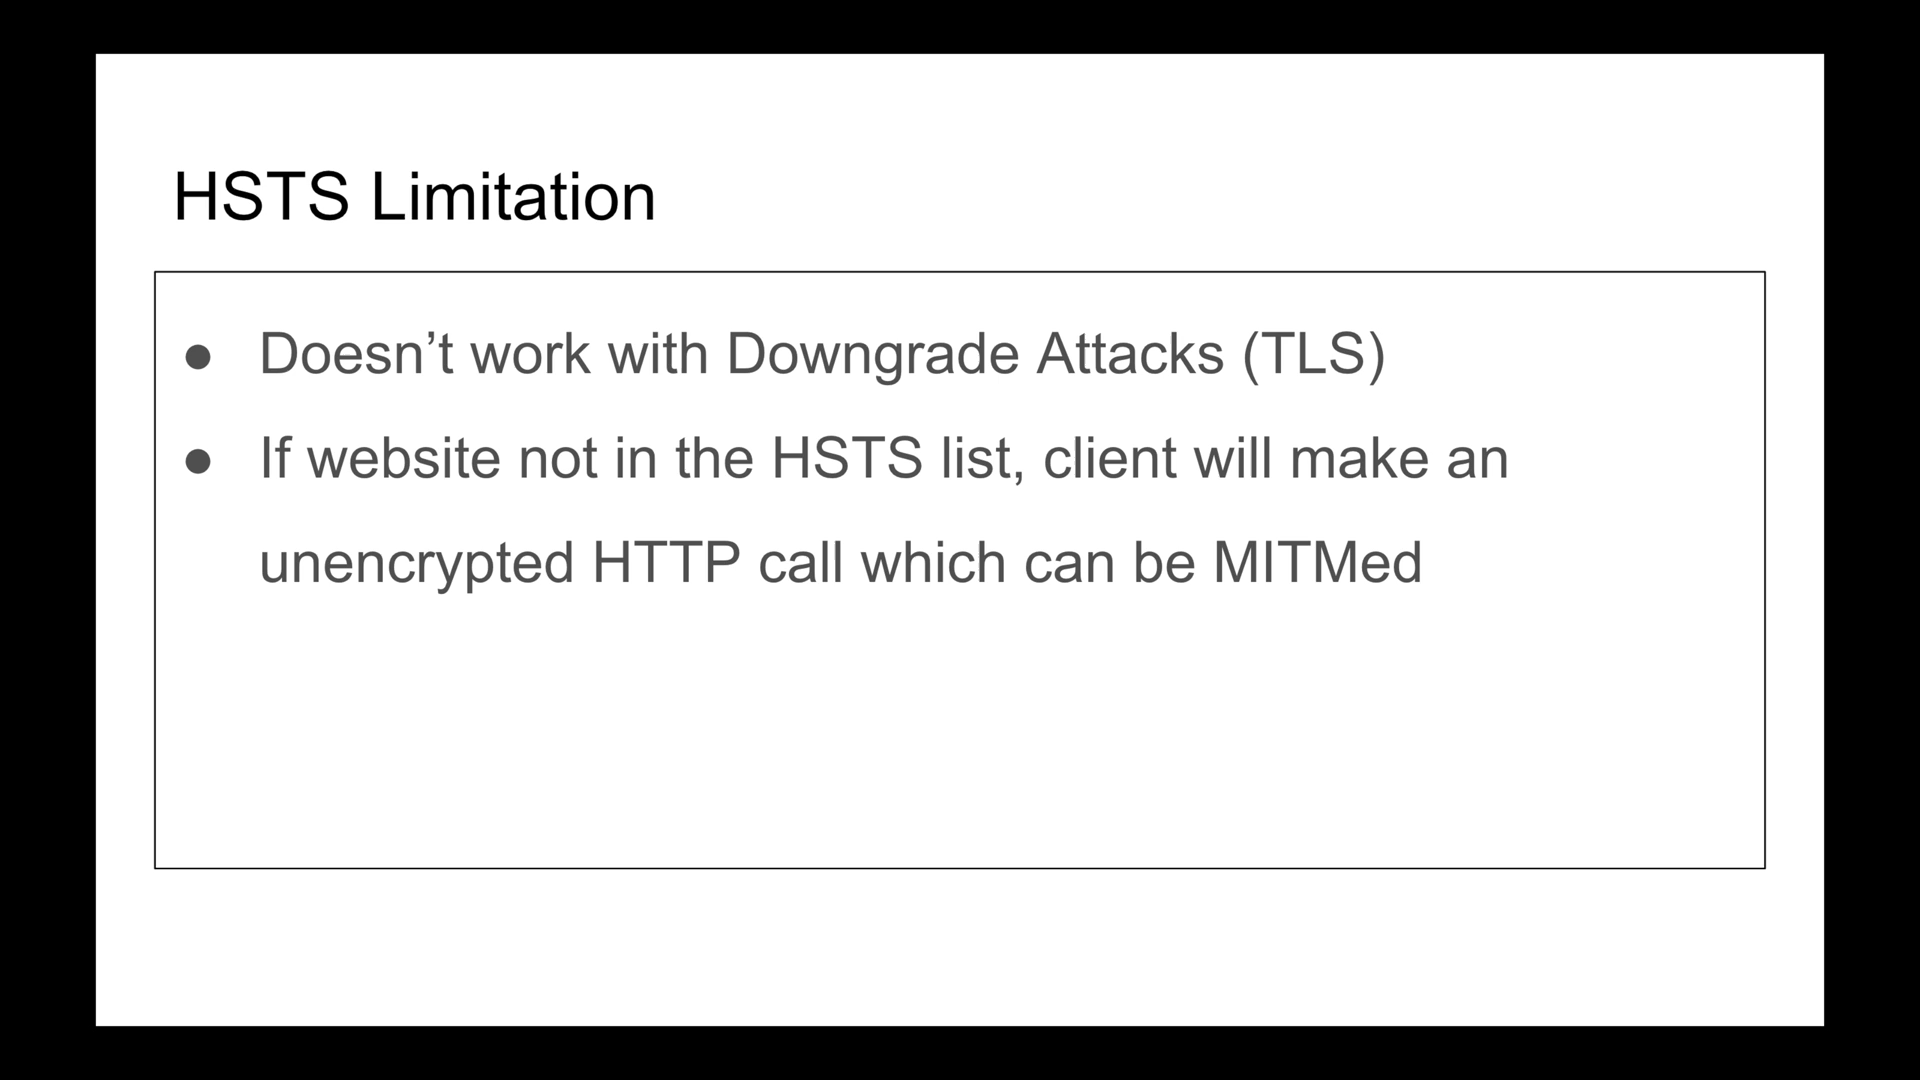 HSTS Limitation
● Doesn’t work with Downgrade Attacks (TLS)
● If website not in the HSTS list, client will make an
unencrypted HTTP call which can be MITMed